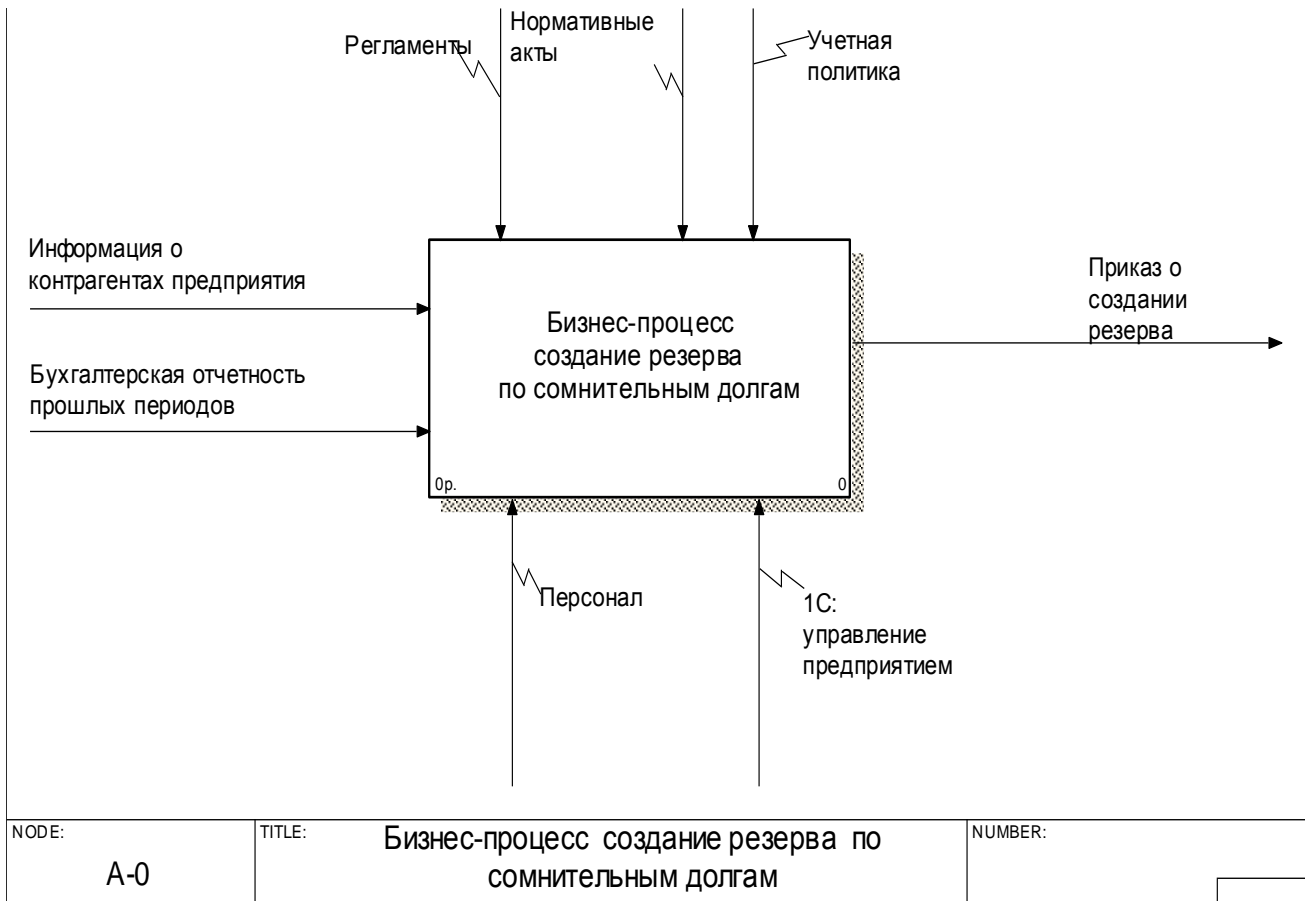 Регламенты
Нормативные
акты
Учетная
политика
Информация о
контрагентах предприятия
Бухгалтерская отчетность
прошлых периодов
Бизнес-процесс
создание резерва
по сомнительным долгам
0р.
0
Приказ о
создании
резерва
Персонал
1С:
управление
предприятием
NODE:
A-0
TITLE:
Бизнес-процесс создание резерва по
сомнительным долгам
NUMBER: